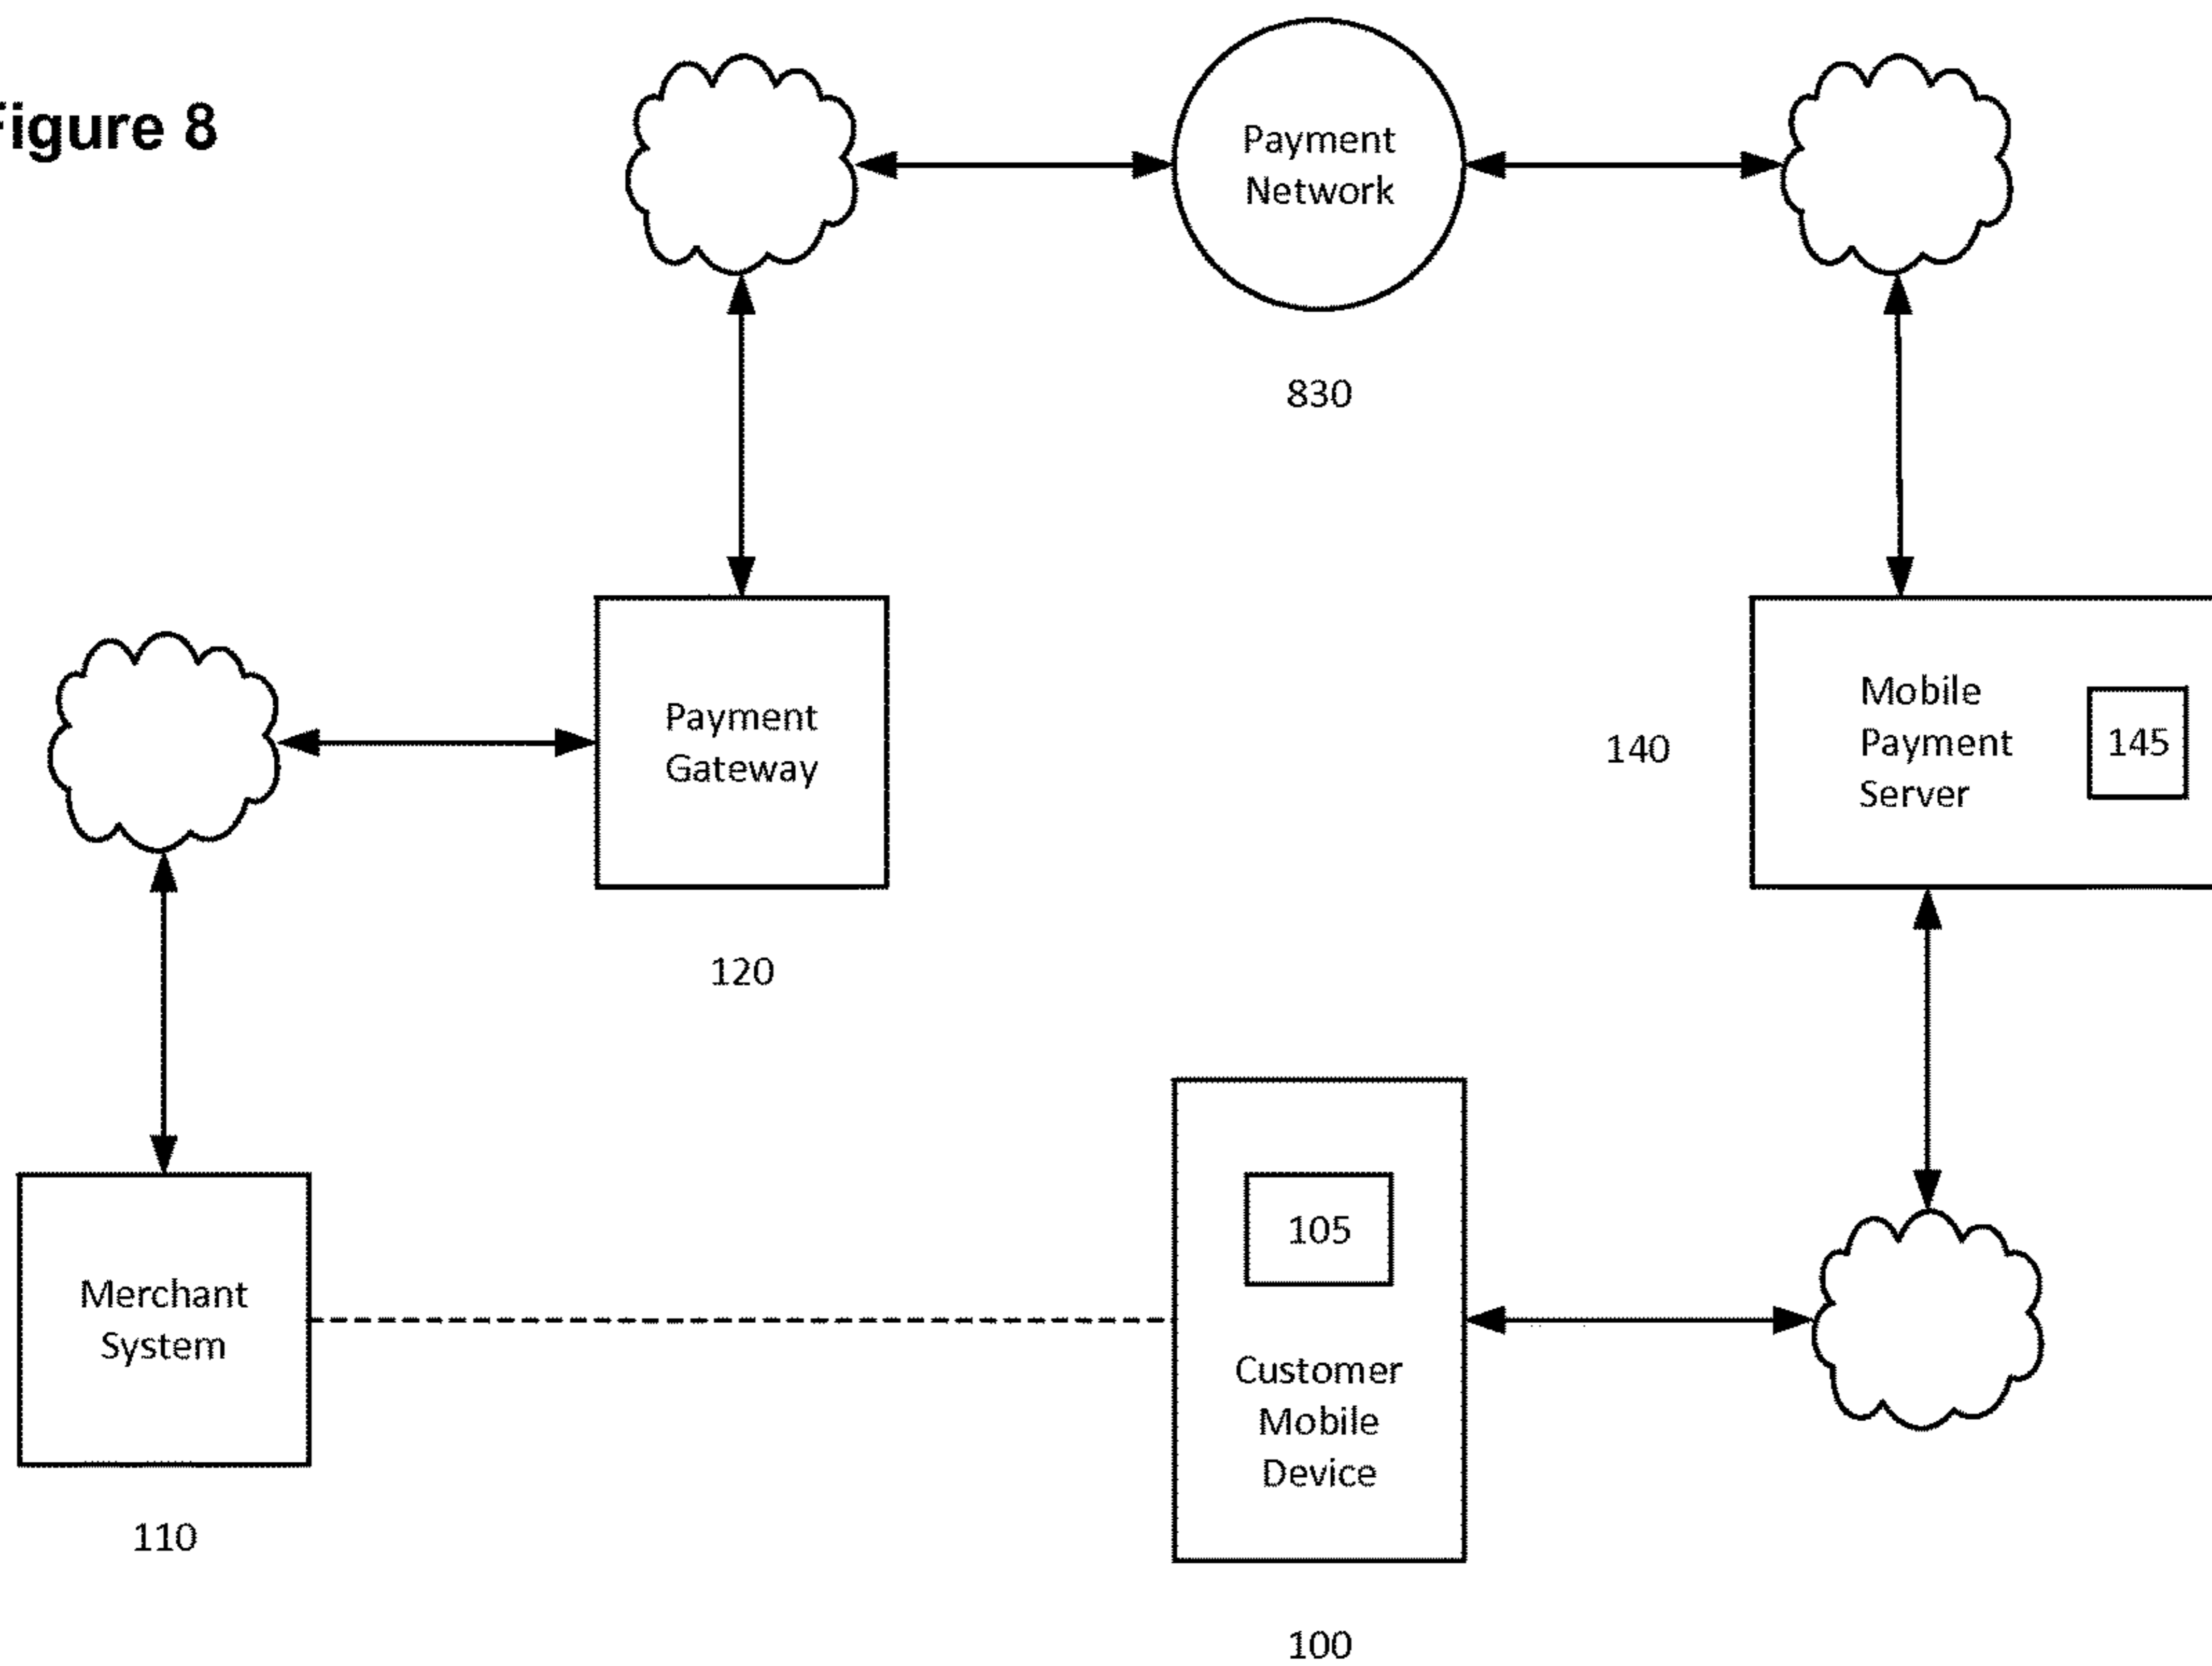 Figure 8
Payment
Network
830
Payment
Gateway
120
140
Mobile
Payment
Server
145
Merchant
System
110
105
Customer
Mobile
Device
100